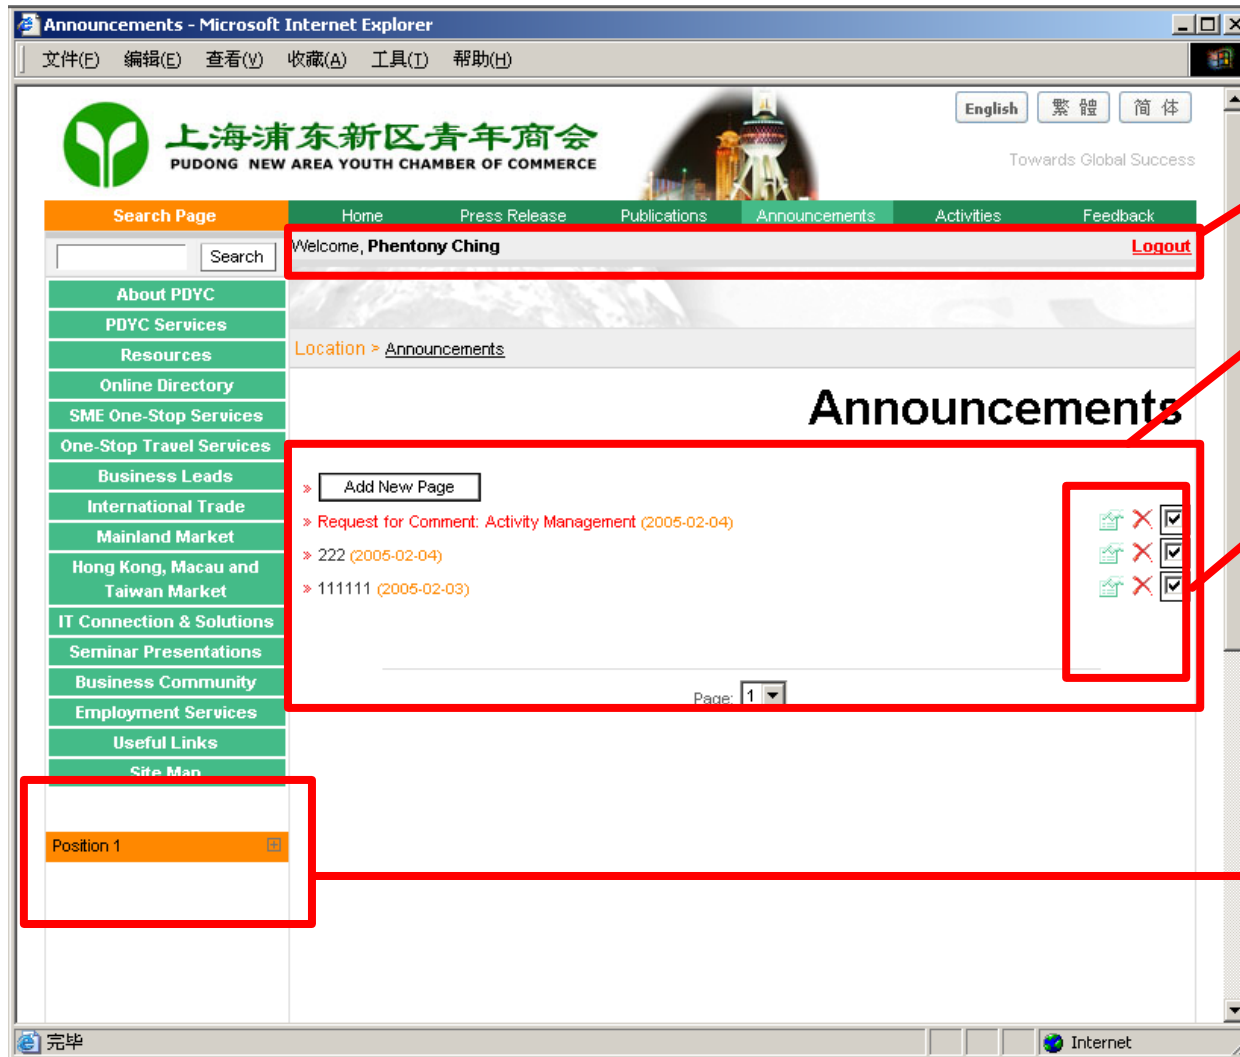 Announcements - Microsoft Internet Explorer
文件(F) 编辑(E) 查看(V) 收藏(A) 工具(T) 帮助(H)
English 繁體 简体
上海浦东新区青年商会
PUDONG NEW AREA YOUTH CHAMBER OF COMMERCE
Towards Global Success
Search Page Home Press Release Publications Announcements Activities Feedback
Search
Welcome, Phentony Ching Logout
About PDYC
PDYC Services
Resources
Online Directory
SME One-Stop Services
One-Stop Travel Services
Business Leads
International Trade
Mainland Market
Hong Kong, Macau and
Taiwan Market
IT Connection & Solutions
Seminar Presentations
Business Community
Employment Services
Useful Links
Site Map
Position 1
Location > Announcements
Announcements
» Add New Page
» Request for Comment: Activity Management (2005-02-04)
» 222 (2005-02-04)
» 111111 (2005-02-03)
Page: 1
完毕 Internet